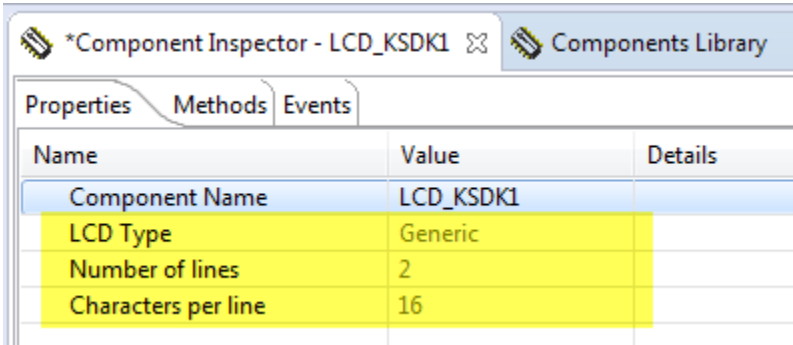 *Component Inspector - LCD_KSDK1 Components Library
Properties Methods Events
Name Value Details
Component Name LCD_KSDK1
LCD Type Generic
Number of lines 2
Characters per line 16